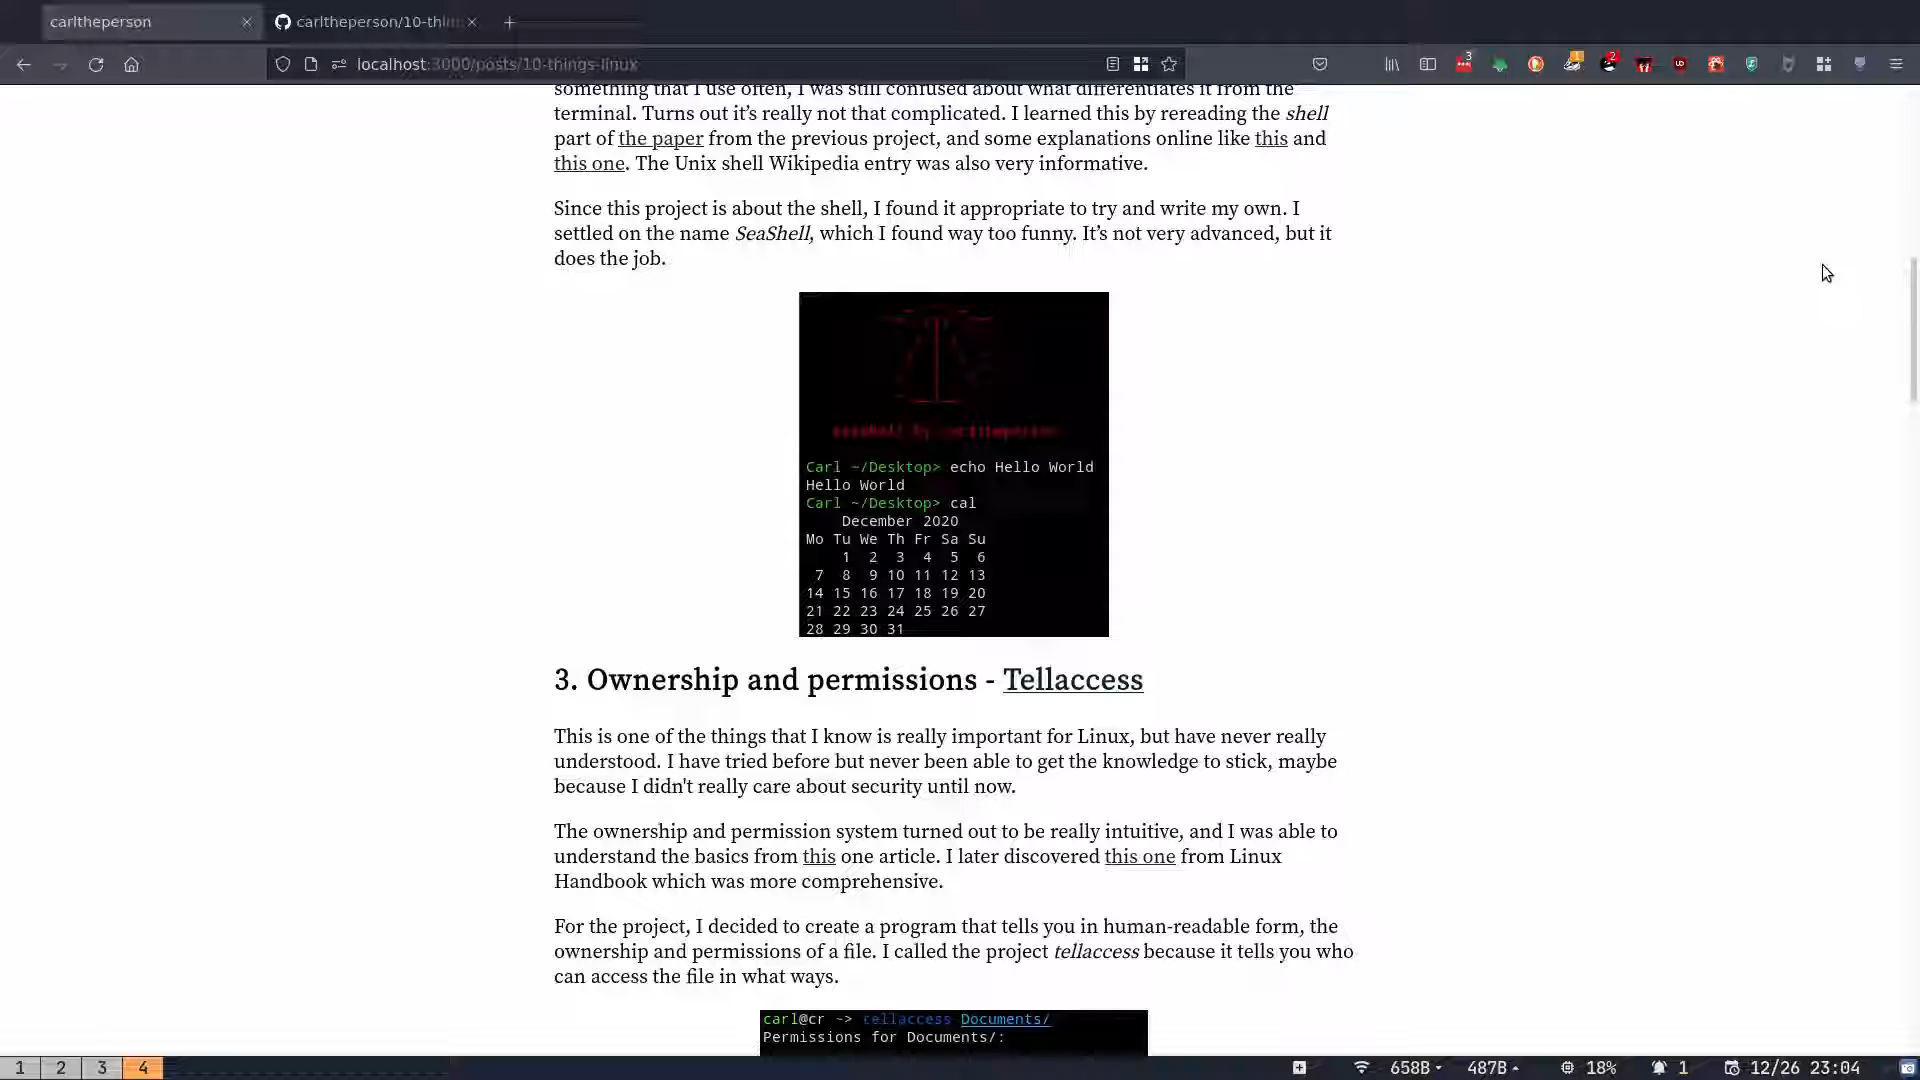 carltheperson
carltheperson/10-thin
localhost:3000/posts/10-things-linux
3
1
2
something that I use often, I was still confused about what differentiates it from the
terminal. Turns out it’s really not that complicated. I learned this by rereading the shell
part of the paper from the previous project, and some explanations online like this and
this one. The Unix shell Wikipedia entry was also very informative.
Since this project is about the shell, I found it appropriate to try and write my own. I
settled on the name SeaShell, which I found way too funny. It’s not very advanced, but it
does the job.
seashell by carltheperson
Carl ~/Desktop> echo Hello World
Hello World
Carl ~/Desktop> cal
December 2020
Mo Tu We Th Fr Sa Su
1 2 3 4 5 6
7 8 9 10 11 12 13
14 15 16 17 18 19 20
21 22 23 24 25 26 27
28 29 30 31
3. Ownership and permissions - Tellaccess
This is one of the things that I know is really important for Linux, but have never really
understood. I have tried before but never been able to get the knowledge to stick, maybe
because I didn't really care about security until now.
The ownership and permission system turned out to be really intuitive, and I was able to
understand the basics from this one article. I later discovered this one from Linux
Handbook which was more comprehensive.
For the project, I decided to create a program that tells you in human-readable form, the
ownership and permissions of a file. I called the project tellaccess because it tells you who
can access the file in what ways.
carl@cr ~> tellaccess Documents/
Permissions for Documents/:
1 2 3 4
658B 487B 18% 1 12/26 23:04